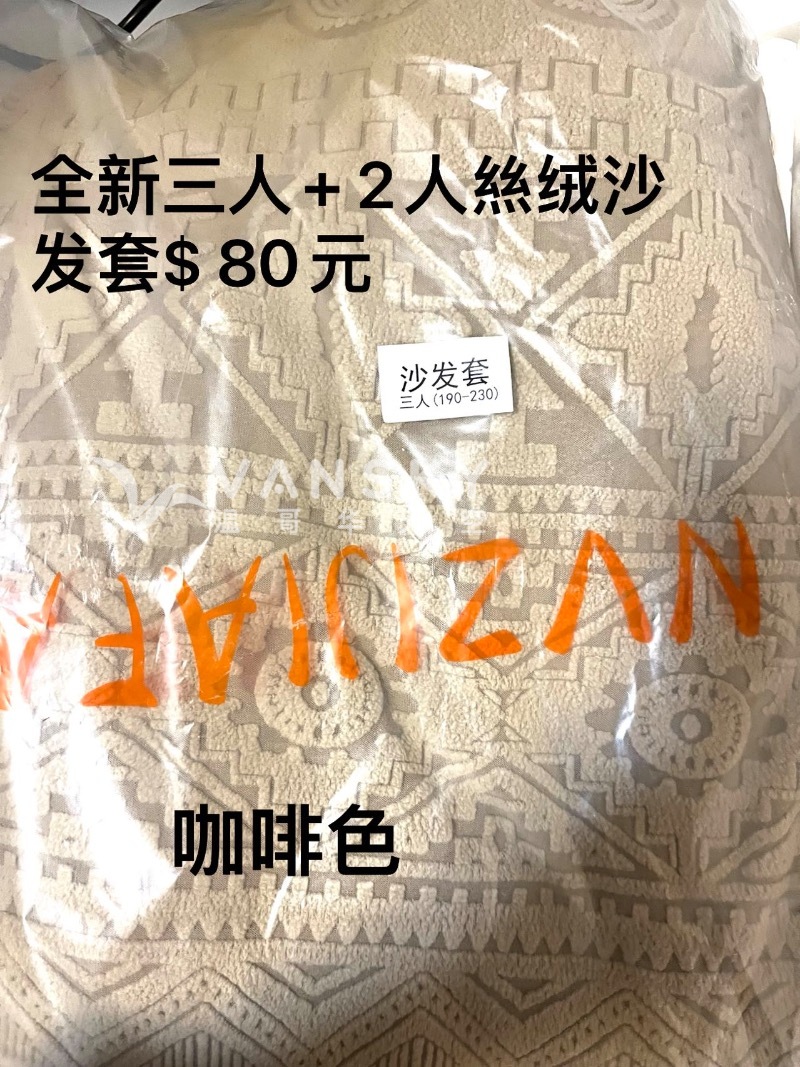 全新三人+2人絲绒沙
发套$ 80元
沙发套
三人(190-230)
VANSKY
NVZIJIAF
咖啡色